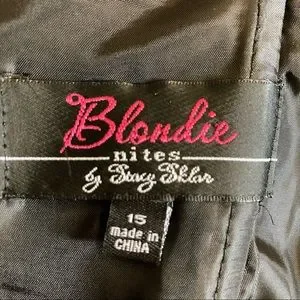 Blondie
nites
by Stacy Sklar
15
made in
CHINA